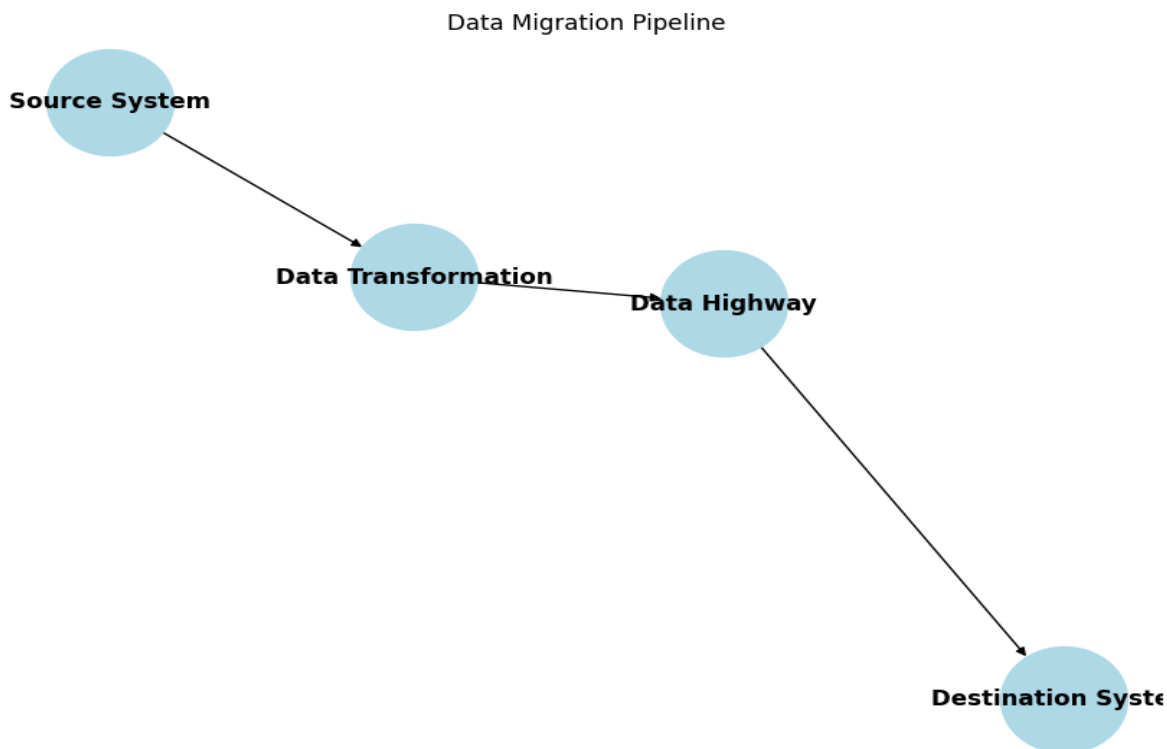 Data Migration Pipeline
Source System
Data Transformation
Data Highway
Destination Syste